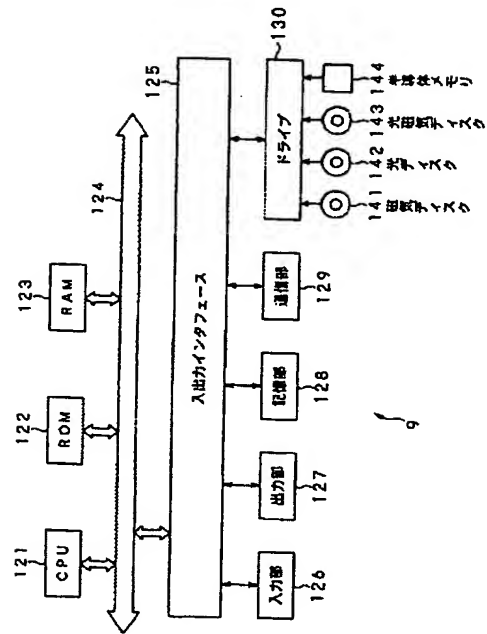 121
CPU
122
ROM
123
RAM
124
125
入出力インタフェース
126
入力部
127
出力部
128
記憶部
129
通信部
130
ドライブ
141 磁気ディスク
142 光ディスク
143 光磁気ディスク
144 半導体メモリ
9